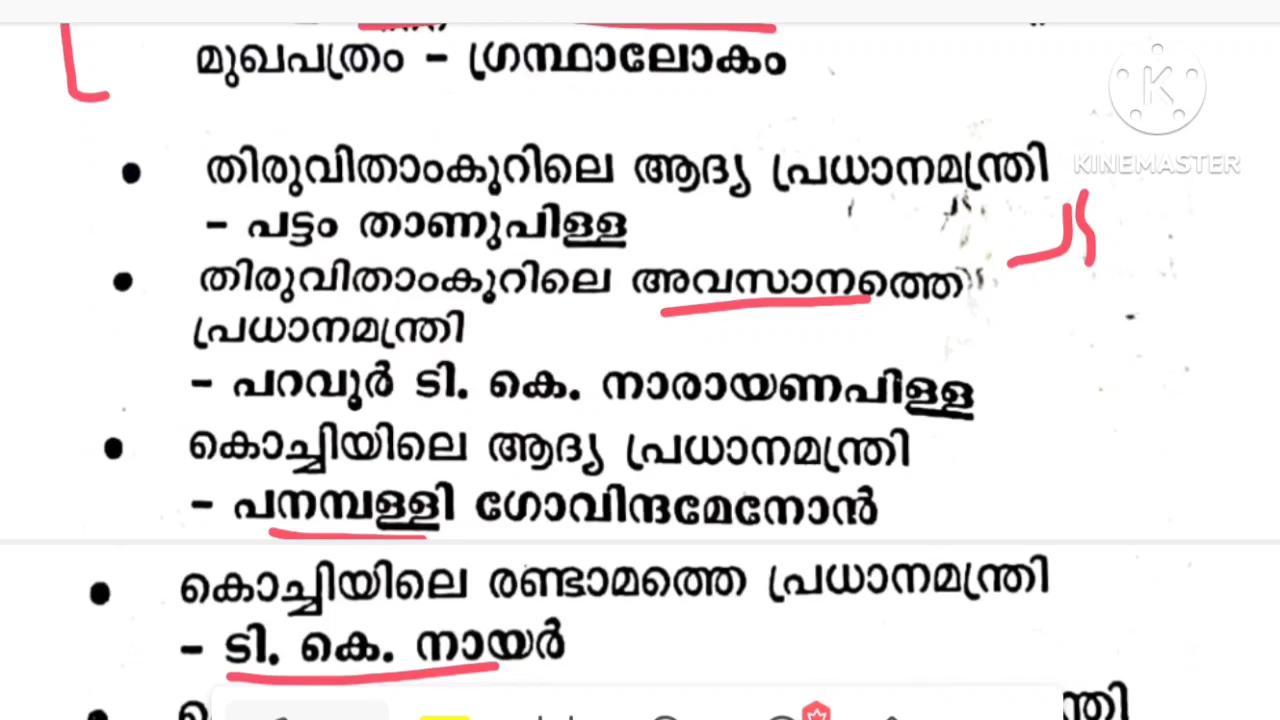 മുഖപത്രം – ഗ്രന്ഥാലോകം
K
KINEMASTER
• തിരുവിതാംകൂറിലെ ആദ്യ പ്രധാനമന്ത്രി
– പട്ടം താണുപിള്ള
• തിരുവിതാംകൂറിലെ അവസാനത്തെ
പ്രധാനമന്ത്രി
– പറവൂർ ടി. കെ. നാരായണപിള്ള
• കൊച്ചിയിലെ ആദ്യ പ്രധാനമന്ത്രി
– പനമ്പള്ളി ഗോവിന്ദമേനോൻ
• കൊച്ചിയിലെ രണ്ടാമത്തെ പ്രധാനമന്ത്രി
– ടി. കെ. നായർ